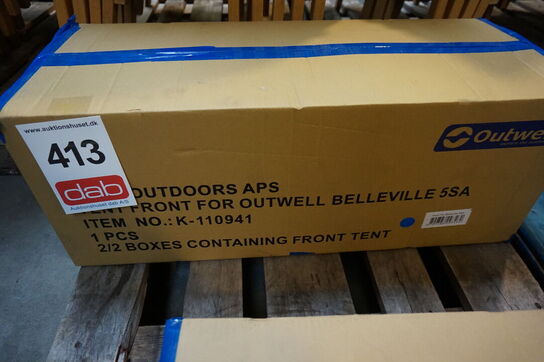 www.auktionshuset.dk
413
dab
Auktionshuset dab A/S
Outwell
OUTDOORS APS
TENT FRONT FOR OUTWELL BELLEVILLE 5SA
ITEM NO.: K-110941
1 PCS
2/2 BOXES CONTAINING FRONT TENT